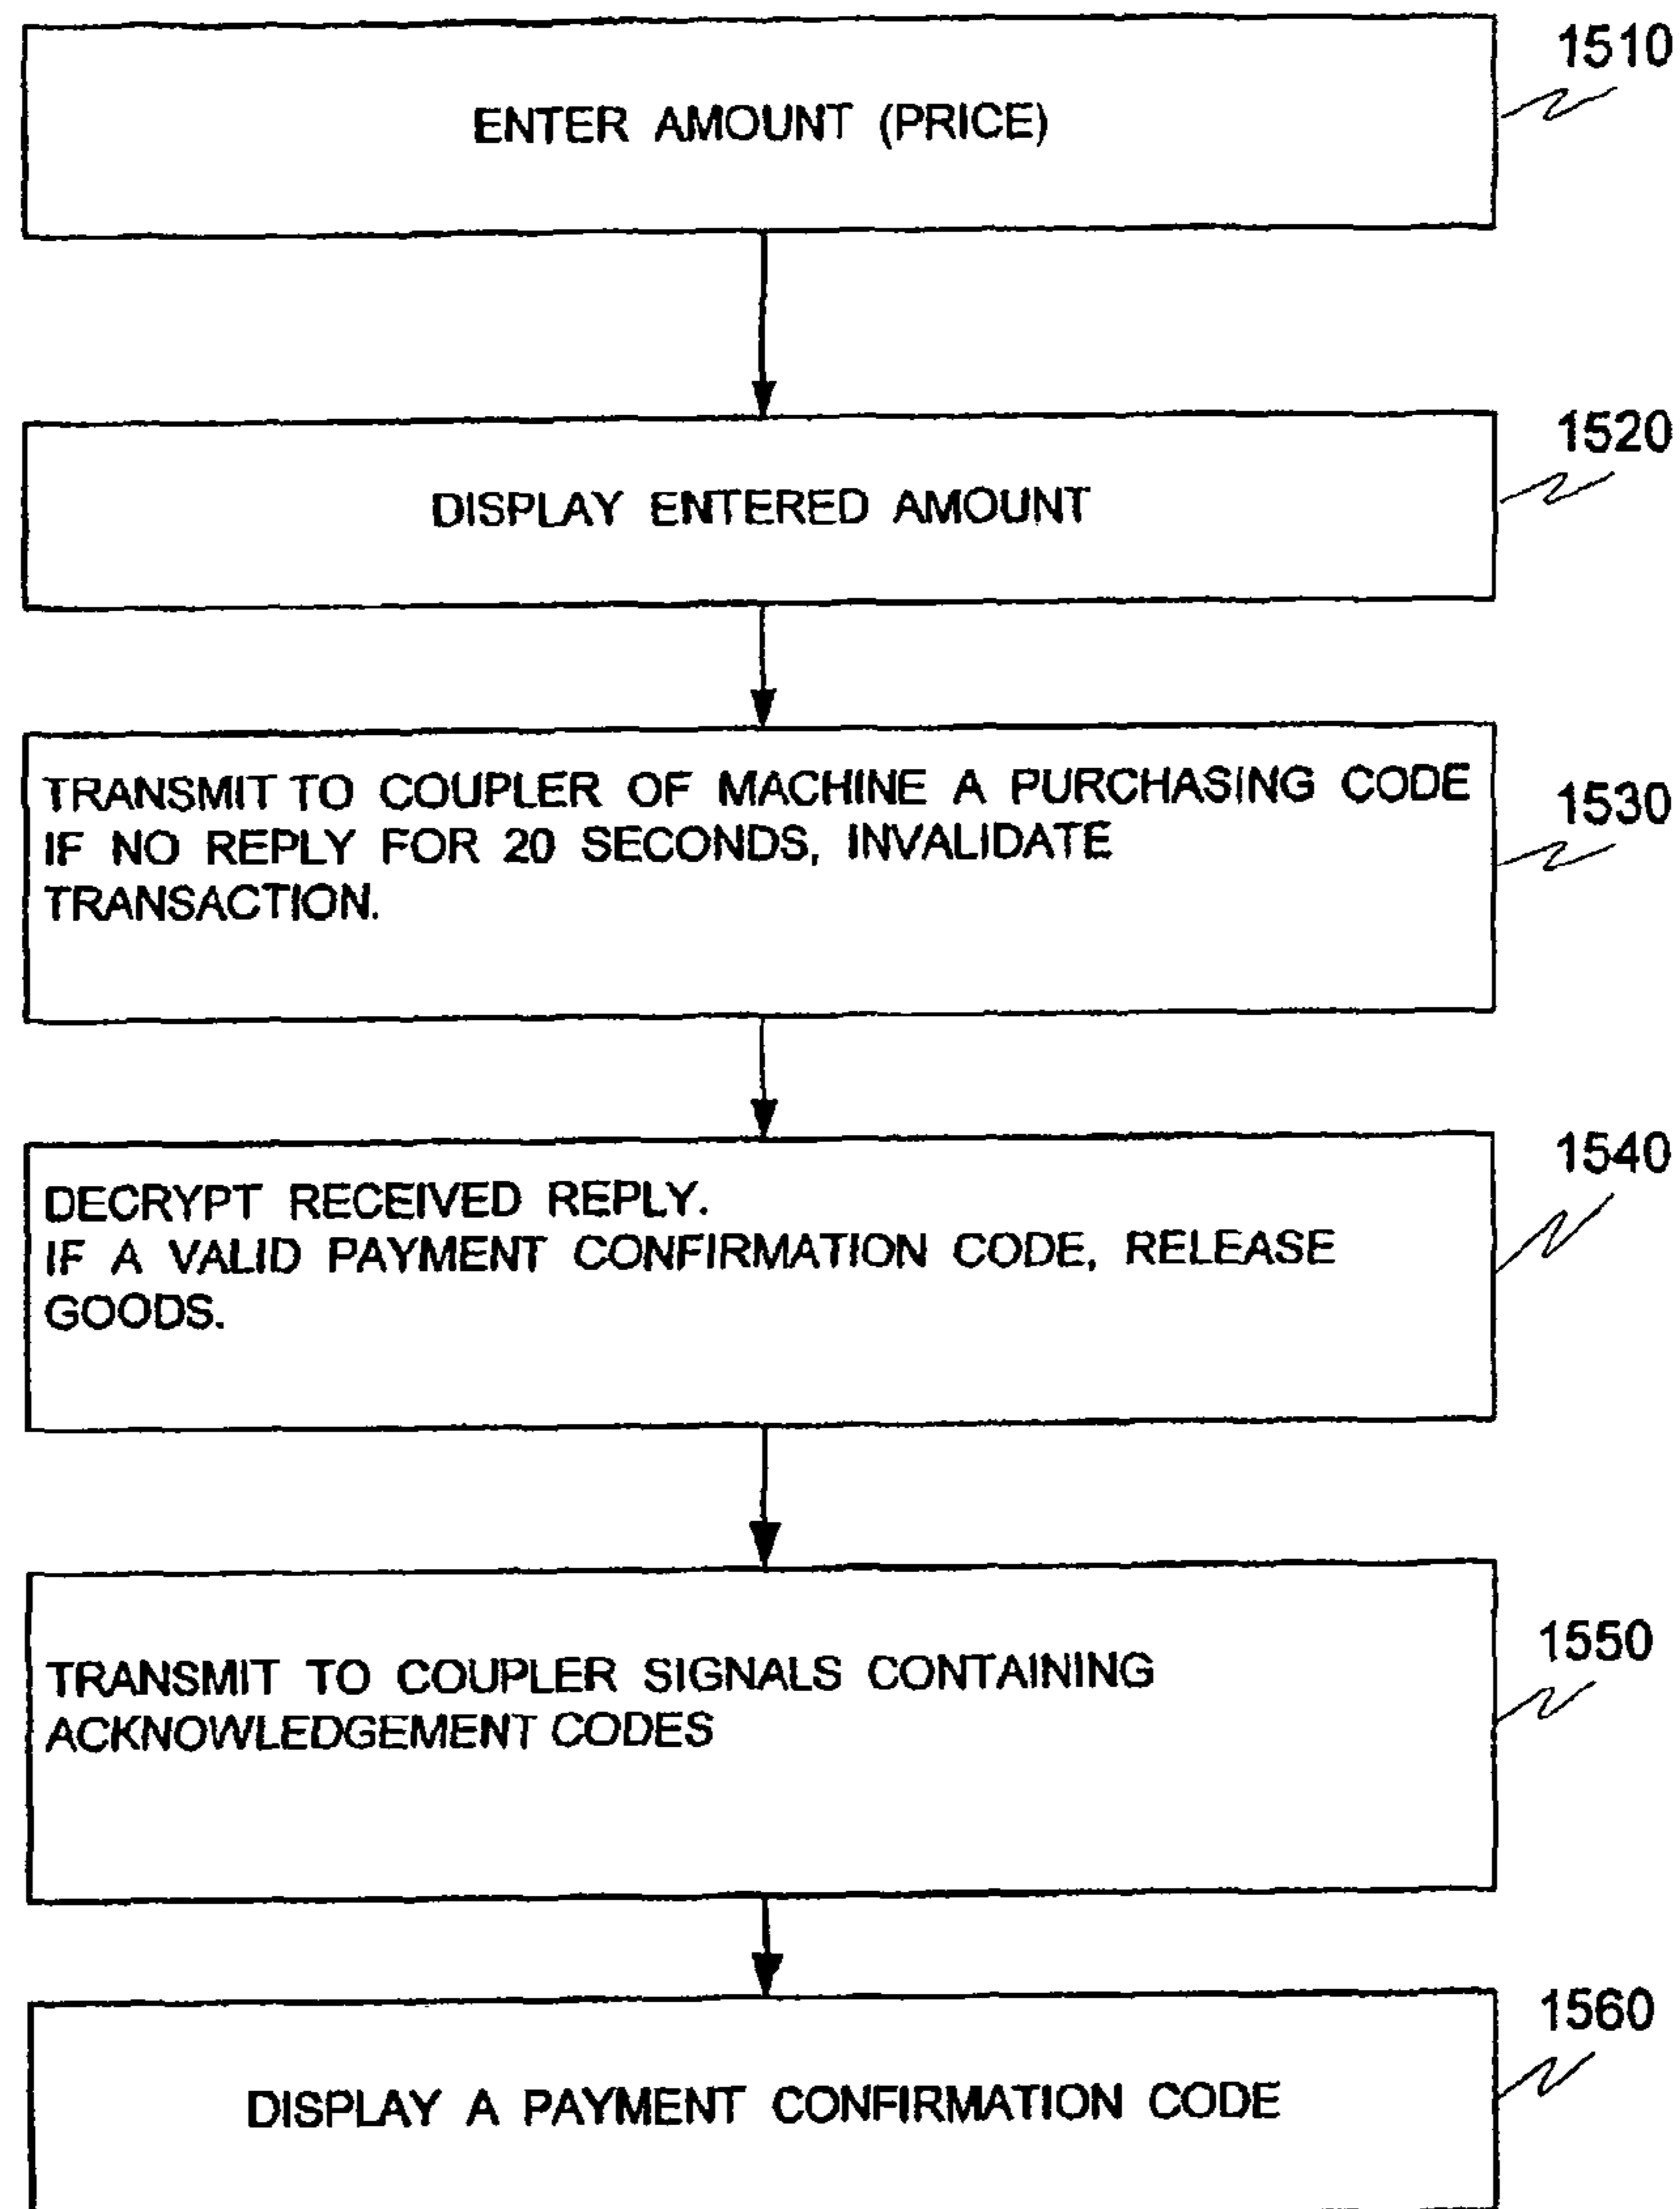 1510
ENTER AMOUNT (PRICE)
1520
DISPLAY ENTERED AMOUNT
1530
TRANSMIT TO COUPLER OF MACHINE A PURCHASING CODE
IF NO REPLY FOR 20 SECONDS, INVALIDATE
TRANSACTION.
1540
DECRYPT RECEIVED REPLY.
IF A VALID PAYMENT CONFIRMATION CODE, RELEASE
GOODS.
1550
TRANSMIT TO COUPLER SIGNALS CONTAINING
ACKNOWLEDGEMENT CODES
1560
DISPLAY A PAYMENT CONFIRMATION CODE